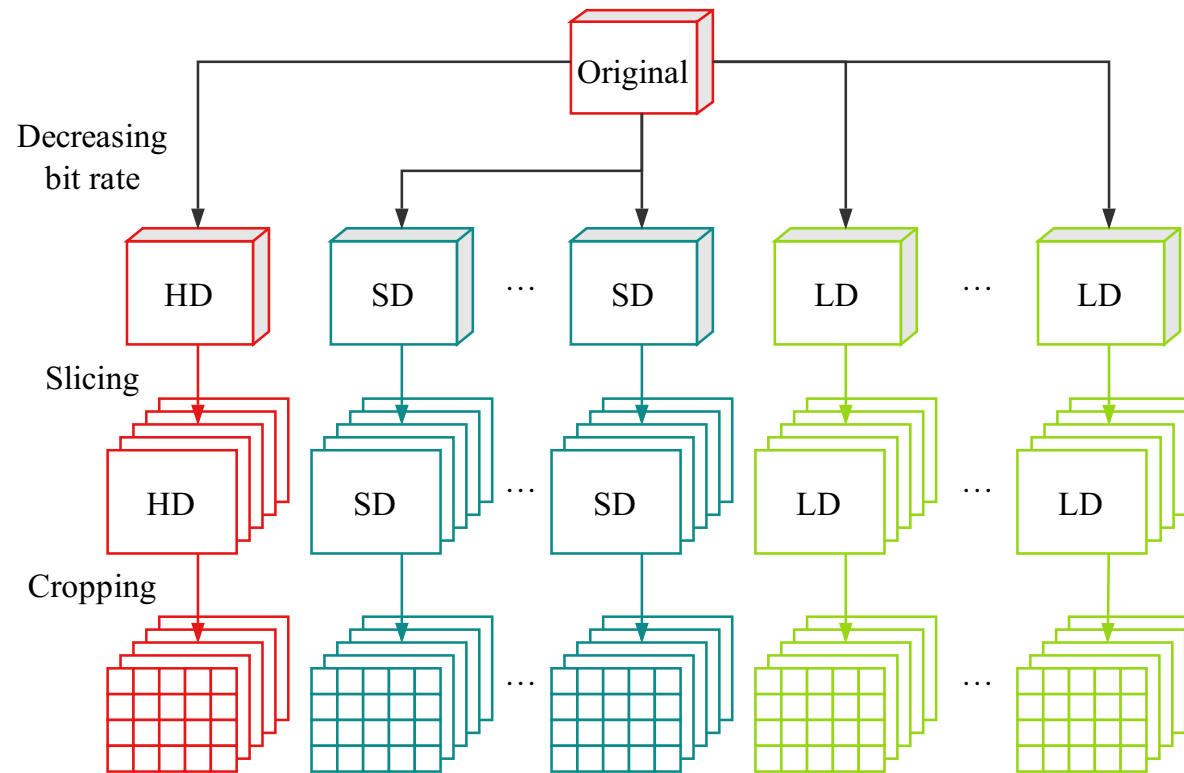 Original
Decreasing
bit rate
HD
SD
...
SD
LD
...
LD
Slicing
HD
SD
...
SD
LD
...
LD
Cropping
...
...